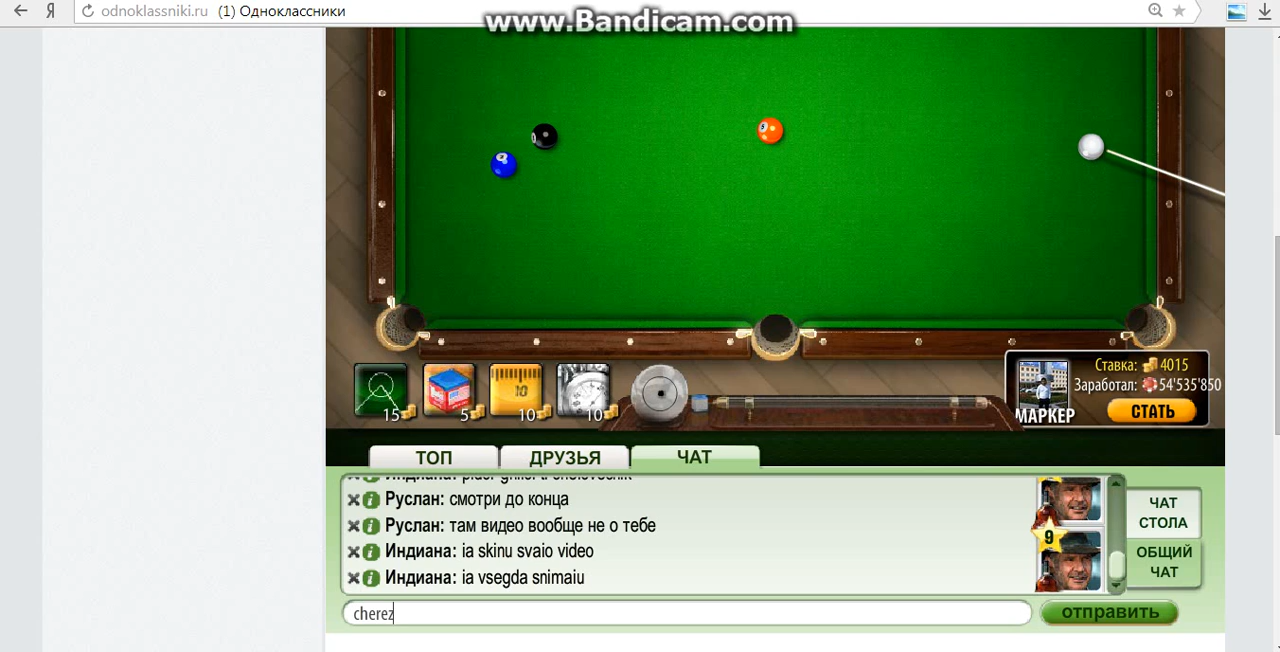 odnoklassniki.ru (1) Одноклассники
www.Bandicam.com
Ставка: 4015
Заработал: 54'535'850
МАРКЕР СТАТЬ
15 5 10 10 10
ТОП ДРУЗЬЯ ЧАТ
Руслан: смотри до конца
Руслан: там видео вообще не о тебе
Индиана: ia skinu svaio video
Индиана: ia vsegda snimaiu
9
ЧАТ
СТОЛА
ОБЩИЙ
ЧАТ
cherez
отправить